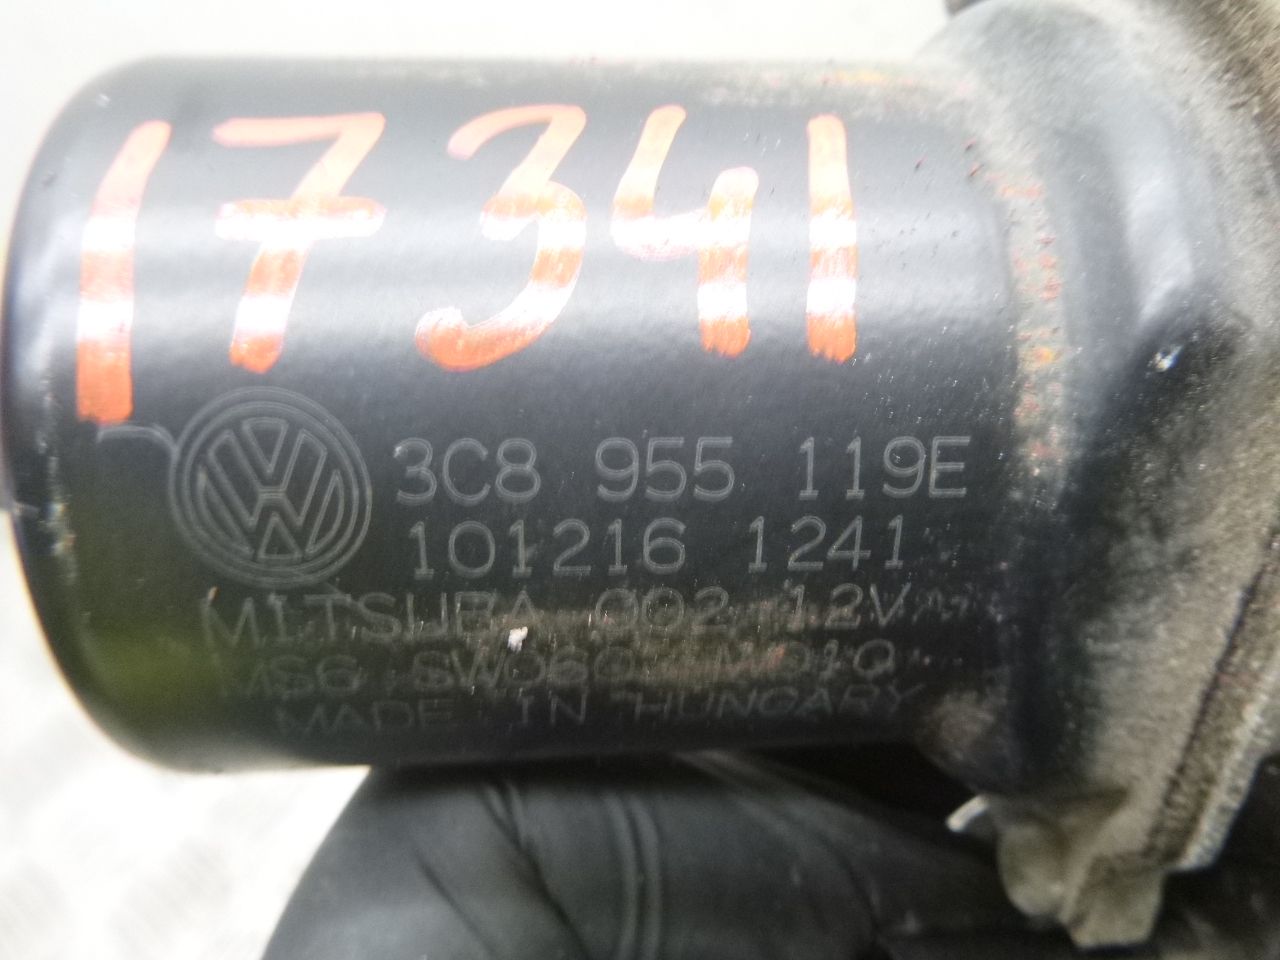 17341
3C8 955 119E
101216 1241
MITSUBA 002 12V
MADE IN HUNGARY